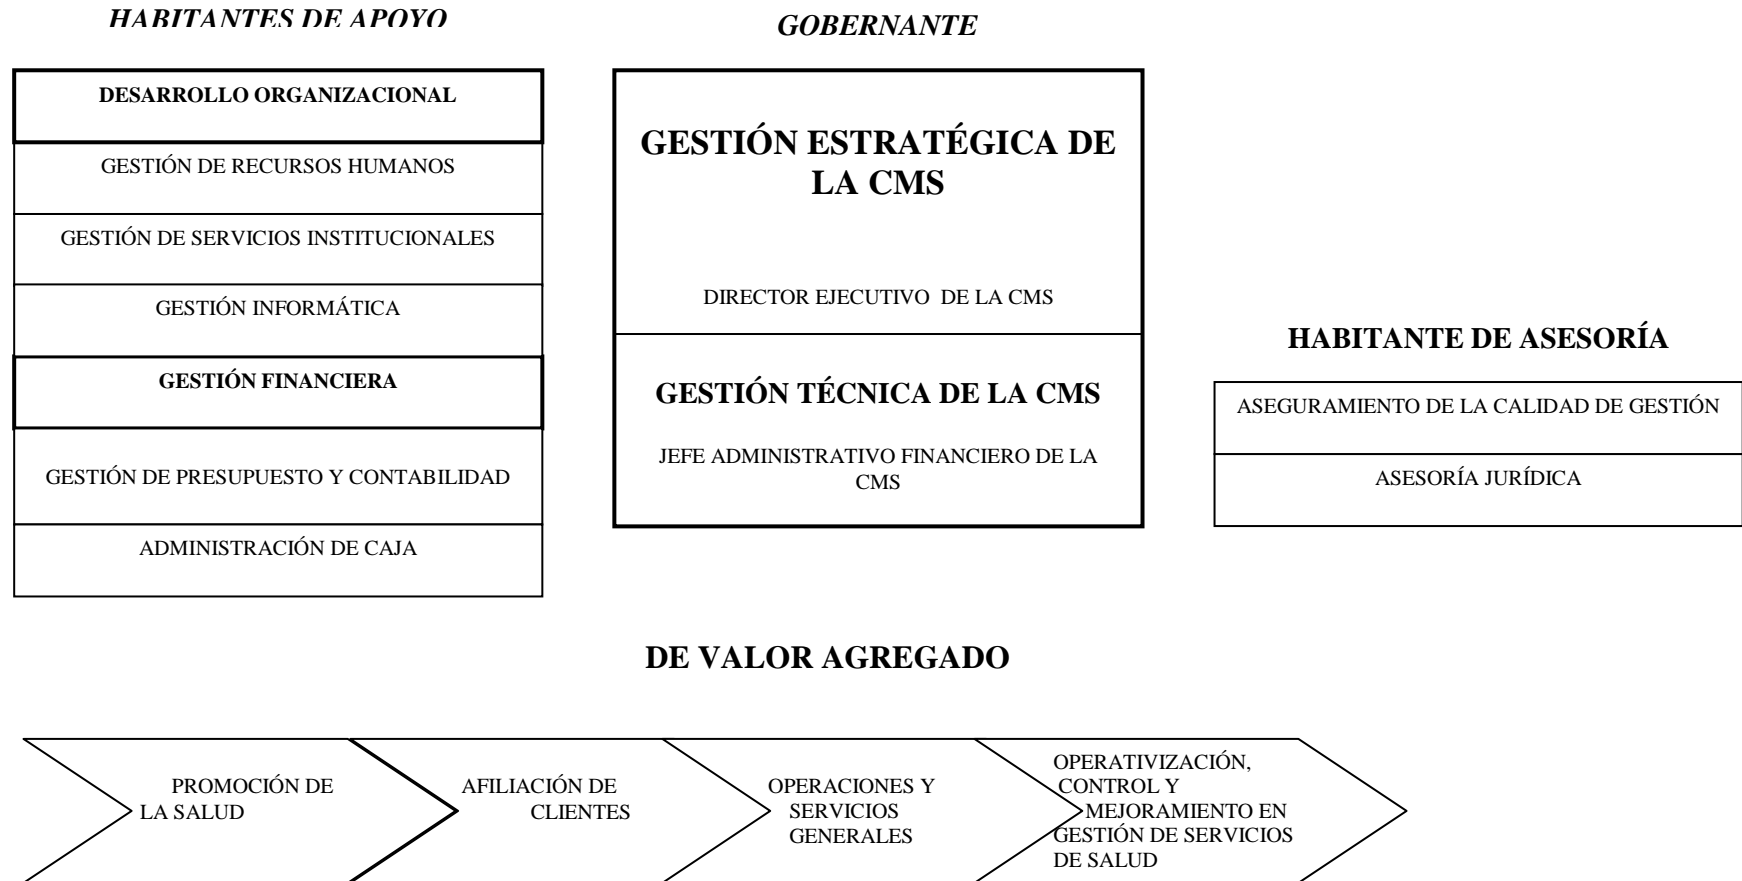 HABITANTES DE APOYO
DESARROLLO ORGANIZACIONAL
GESTIÓN DE RECURSOS HUMANOS
GESTIÓN DE SERVICIOS INSTITUCIONALES
GESTIÓN INFORMÁTICA
GESTIÓN FINANCIERA
GESTIÓN DE PRESUPUESTO Y CONTABILIDAD
ADMINISTRACIÓN DE CAJA
GOBERNANTE
GESTIÓN ESTRATÉGICA DE
LA CMS
DIRECTOR EJECUTIVO DE LA CMS
GESTIÓN TÉCNICA DE LA CMS
JEFE ADMINISTRATIVO FINANCIERO DE LA
CMS
HABITANTE DE ASESORÍA
ASEGURAMIENTO DE LA CALIDAD DE GESTIÓN
ASESORÍA JURÍDICA
DE VALOR AGREGADO
PROMOCIÓN DE
LA SALUD
AFILIACIÓN DE
CLIENTES
OPERACIONES Y
SERVICIOS
GENERALES
OPERATIVIZACIÓN,
CONTROL Y
MEJORAMIENTO EN
GESTIÓN DE SERVICIOS
DE SALUD